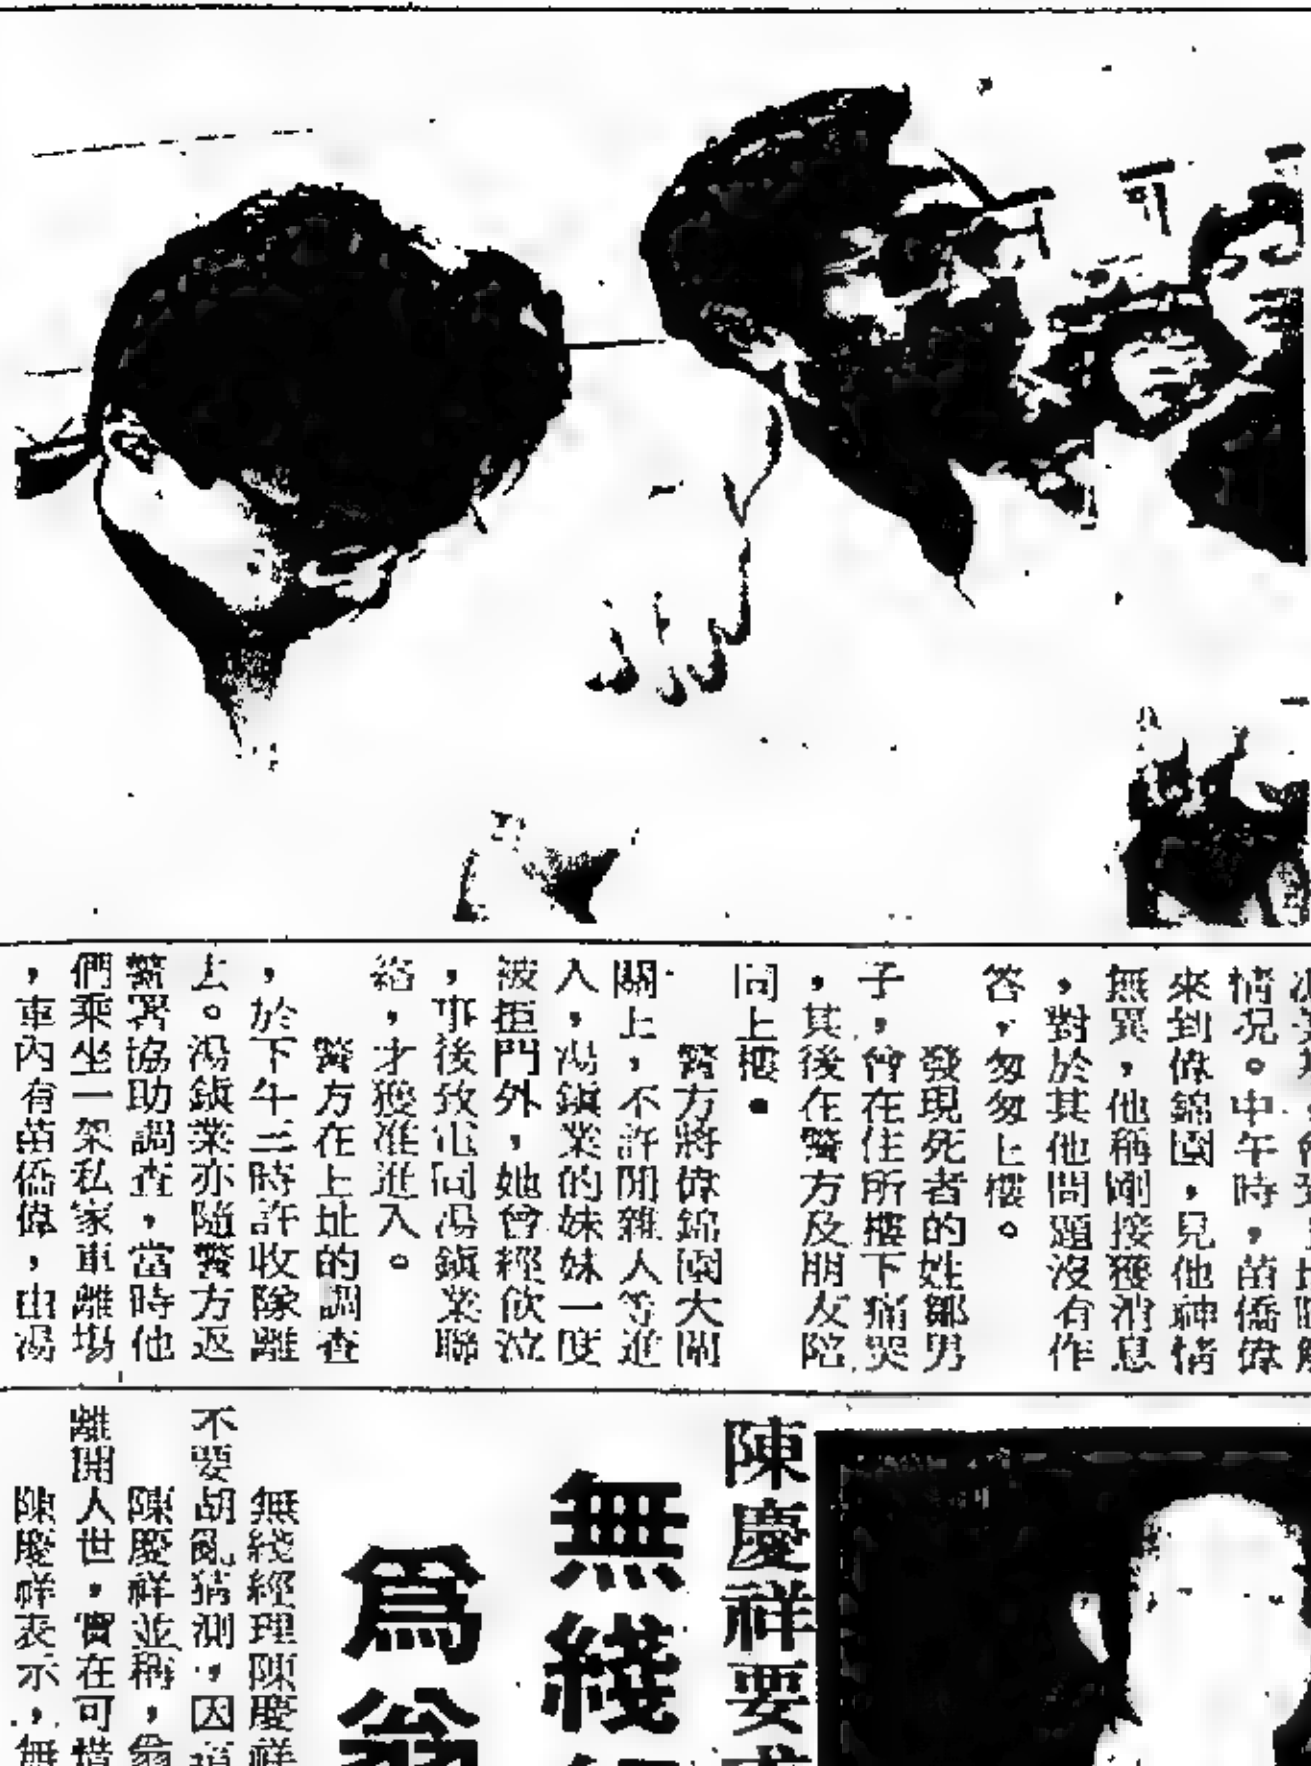 情况。中午時,苗僑偉
來到偉錦園,見他神情
無異,他稱剛接獲消息
,對於其他問題沒有作
答,匆匆上樓。
發現死者的姓鄒男
子,曾在住所樓下痛哭
,其後在警方及朋友陪
同上樓。
警方將偉錦園大閘
關上,不許閒雜人等進
入,湯鎮業的妹妹一度
被拒門外,她曾經飲泣
,事後致電同湯鎮業聯
絡,才獲准進入。
警方在上址的調查
,於下午三時許收隊離
去。湯鎮業亦隨警方返
警署協助調查,當時他
們乘坐一架私家車離場
,車內有苗僑偉,由湯
陳慶祥要求
無綫
爲翁
無綫經理陳慶祥
不要胡亂猜測,因
陳慶祥並稱,翁
離開人世,實在可惜
陳慶祥表示,無